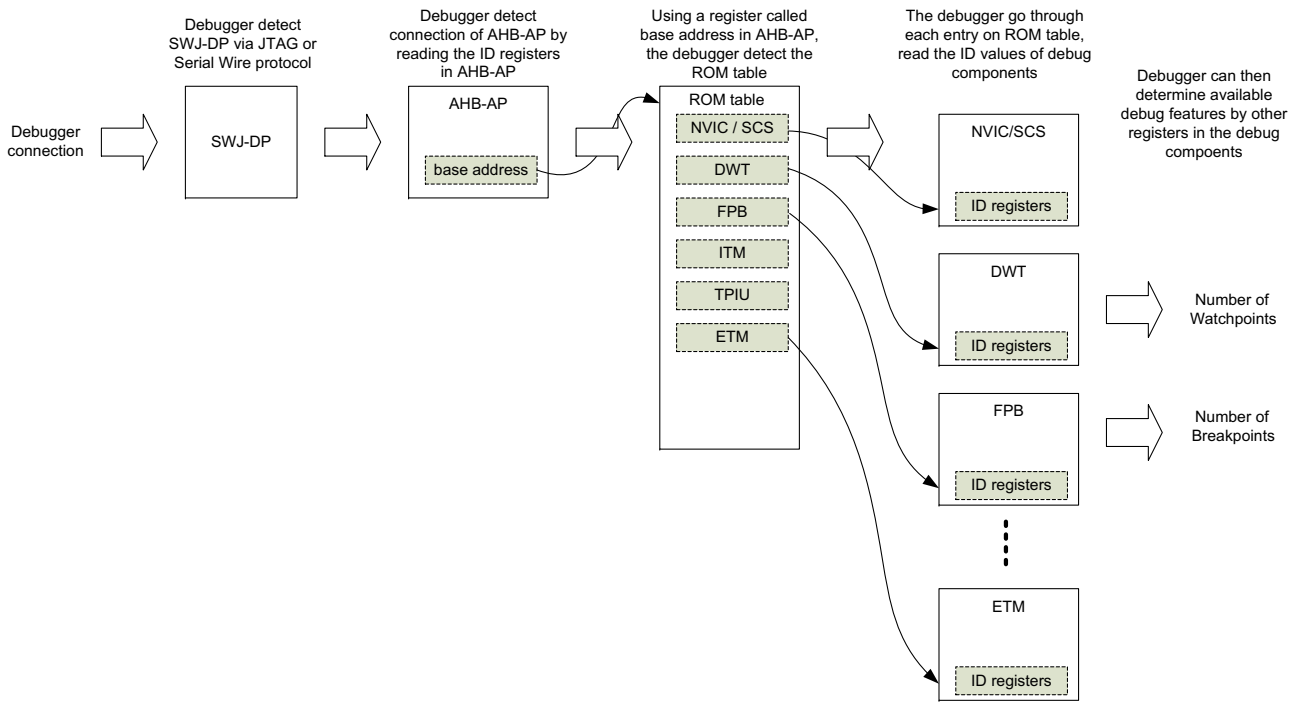 Debugger
connection
Debugger detect
SWJ-DP via JTAG or
Serial Wire protocol
SWJ-DP
Debugger detect
connection of AHB-AP by
reading the ID registers
in AHB-AP
AHB-AP
base address
Using a register called
base address in AHB-AP,
the debugger detect the
ROM table
ROM table
NVIC / SCS
DWT
FPB
ITM
TPIU
ETM
The debugger go through
each entry on ROM table,
read the ID values of debug
components
NVIC/SCS
ID registers
DWT
ID registers
FPB
ID registers
ETM
ID registers
Debugger can then
determine available
debug features by other
registers in the debug
compoents
Number of
Watchpoints
Number of
Breakpoints